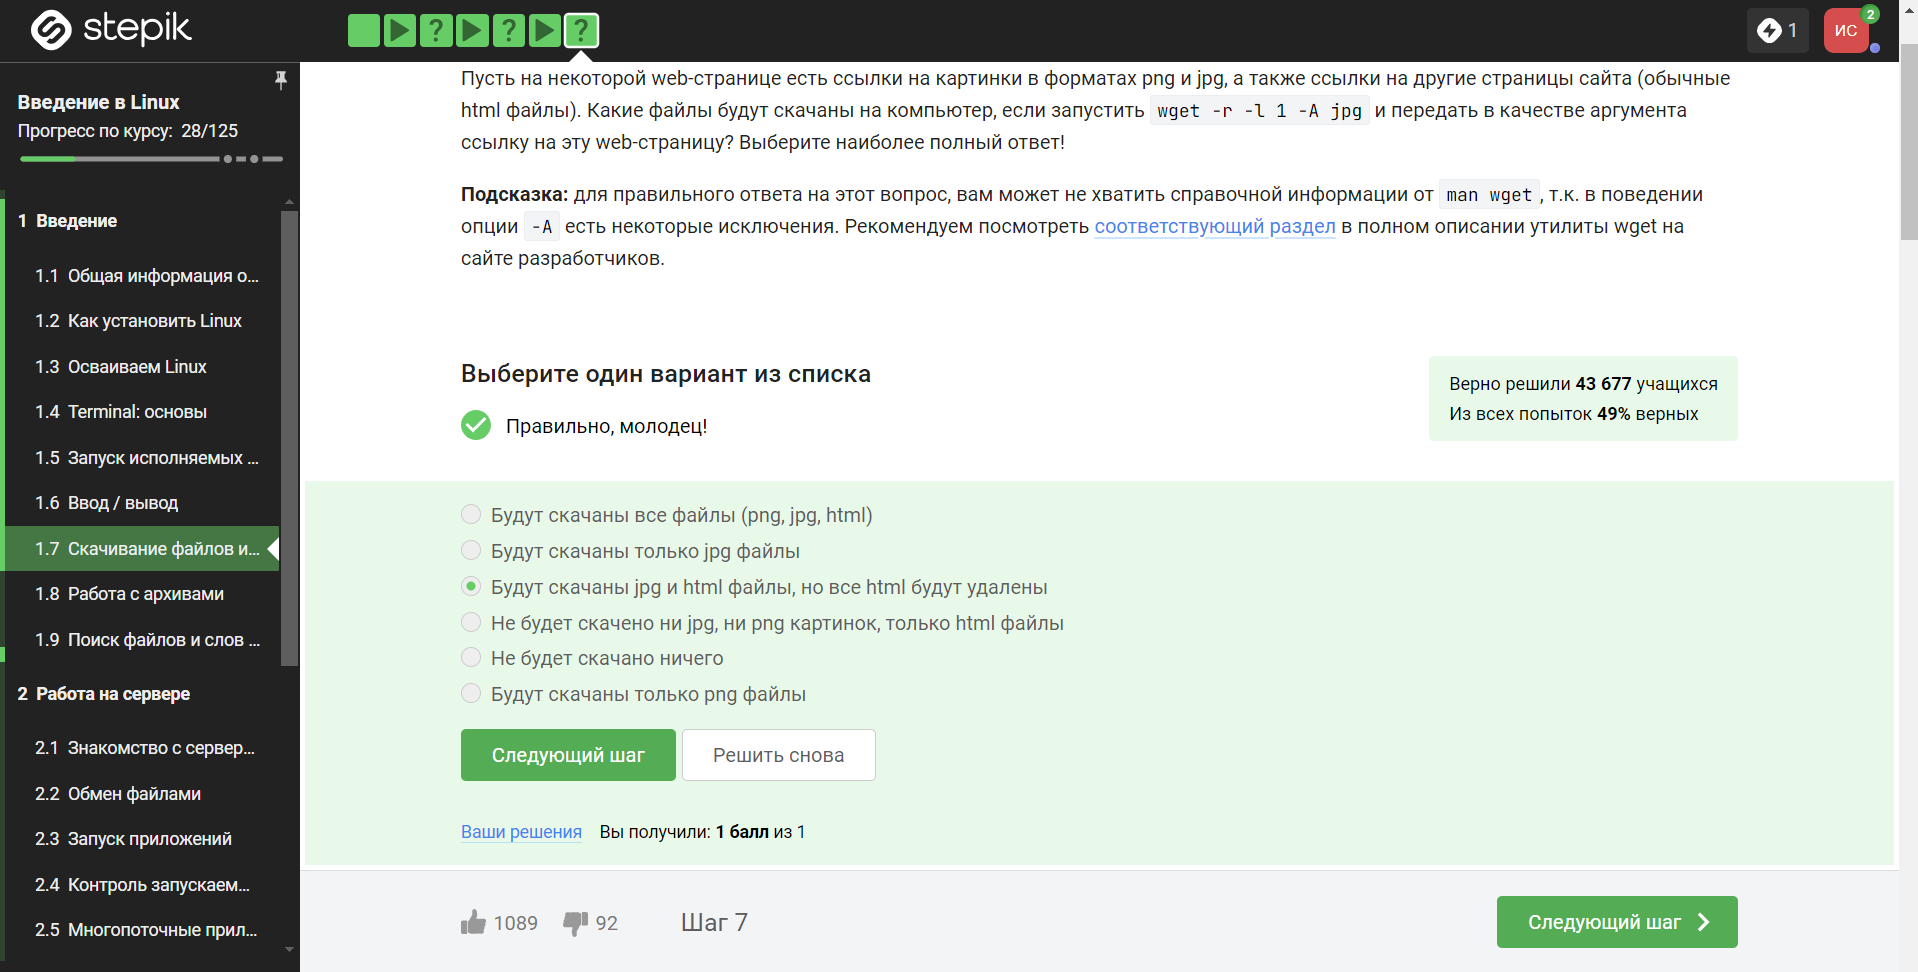 stepik
? ? ?
1
ИС
2
Введение в Linux
Прогресс по курсу: 28/125
1 Введение
1.1 Общая информация о...
1.2 Как установить Linux
1.3 Осваиваем Linux
1.4 Terminal: основы
1.5 Запуск исполняемых ...
1.6 Ввод / вывод
1.7 Скачивание файлов и...
1.8 Работа с архивами
1.9 Поиск файлов и слов ...
2 Работа на сервере
2.1 Знакомство с сервер...
2.2 Обмен файлами
2.3 Запуск приложений
2.4 Контроль запускаем...
2.5 Многопоточные прил...
Пусть на некоторой web-странице есть ссылки на картинки в форматах png и jpg, а также ссылки на другие страницы сайта (обычные
html файлы). Какие файлы будут скачаны на компьютер, если запустить wget -r -l 1 -A jpg и передать в качестве аргумента
ссылку на эту web-страницу? Выберите наиболее полный ответ!
Подсказка: для правильного ответа на этот вопрос, вам может не хватить справочной информации от man wget, т.к. в поведении
опции -A есть некоторые исключения. Рекомендуем посмотреть соответствующий раздел в полном описании утилиты wget на
сайте разработчиков.
Выберите один вариант из списка
Правильно, молодец!
Верно решили 43 677 учащихся
Из всех попыток 49% верных
Будут скачаны все файлы (png, jpg, html)
Будут скачаны только jpg файлы
Будут скачаны jpg и html файлы, но все html будут удалены
Не будет скачено ни jpg, ни png картинок, только html файлы
Не будет скачано ничего
Будут скачаны только png файлы
Следующий шаг
Решить снова
Ваши решения Вы получили: 1 балл из 1
1089 92 Шаг 7
Следующий шаг